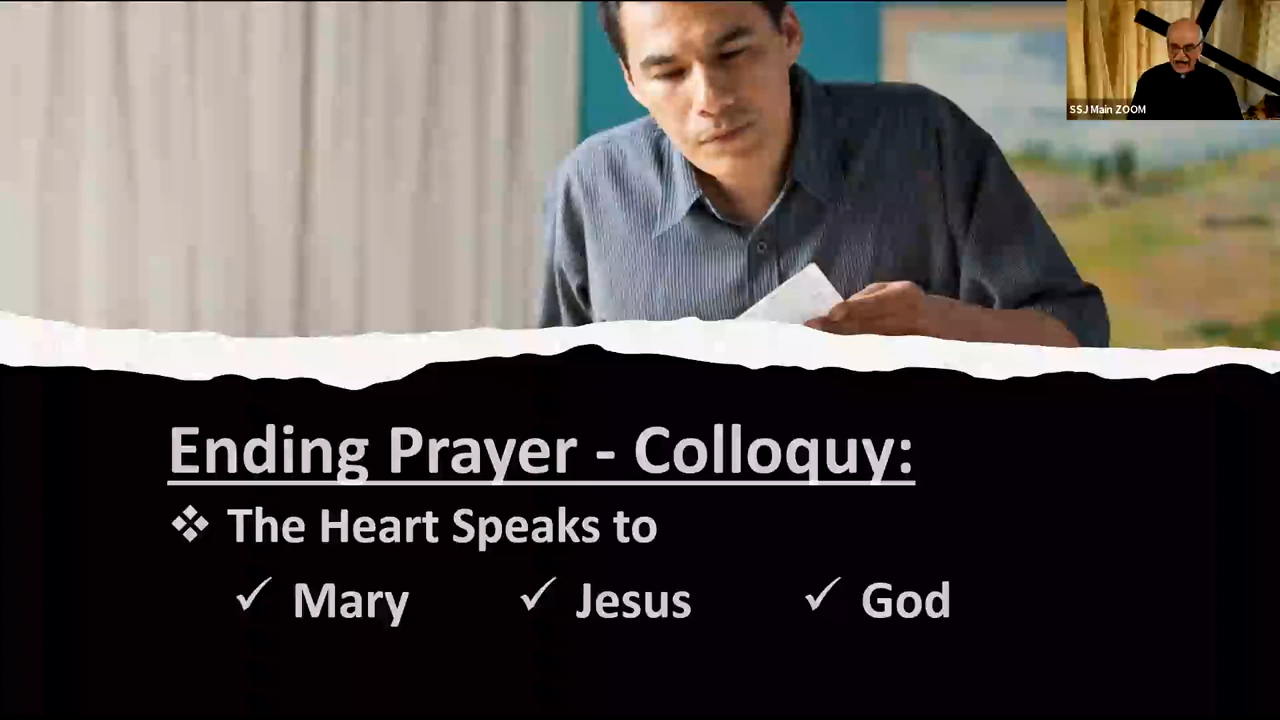 SSJ Main ZOOM
Ending Prayer - Colloquy:
❖ The Heart Speaks to
✓ Mary ✓ Jesus ✓ God